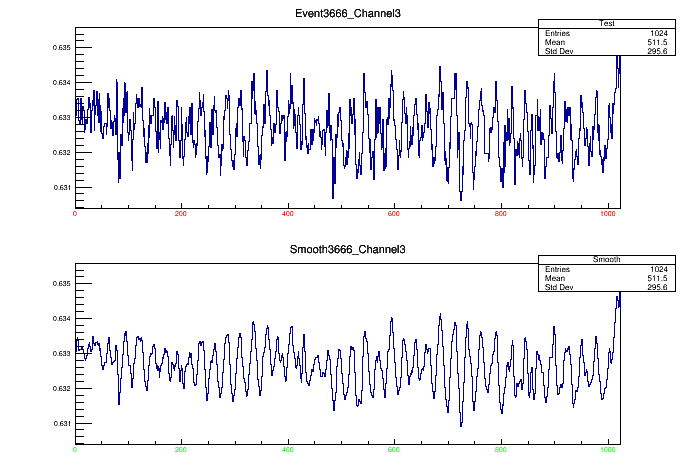 Event3666_Channel3
Test
Entries 1024
Mean 511.5
Std Dev 295.6
0.635
0.634
0.633
0.632
0.631
0 200 400 600 800 1000
Smooth3666_Channel3
Smooth
Entries 1024
Mean 511.5
Std Dev 295.6
0.635
0.634
0.633
0.632
0.631
0 200 400 600 800 1000